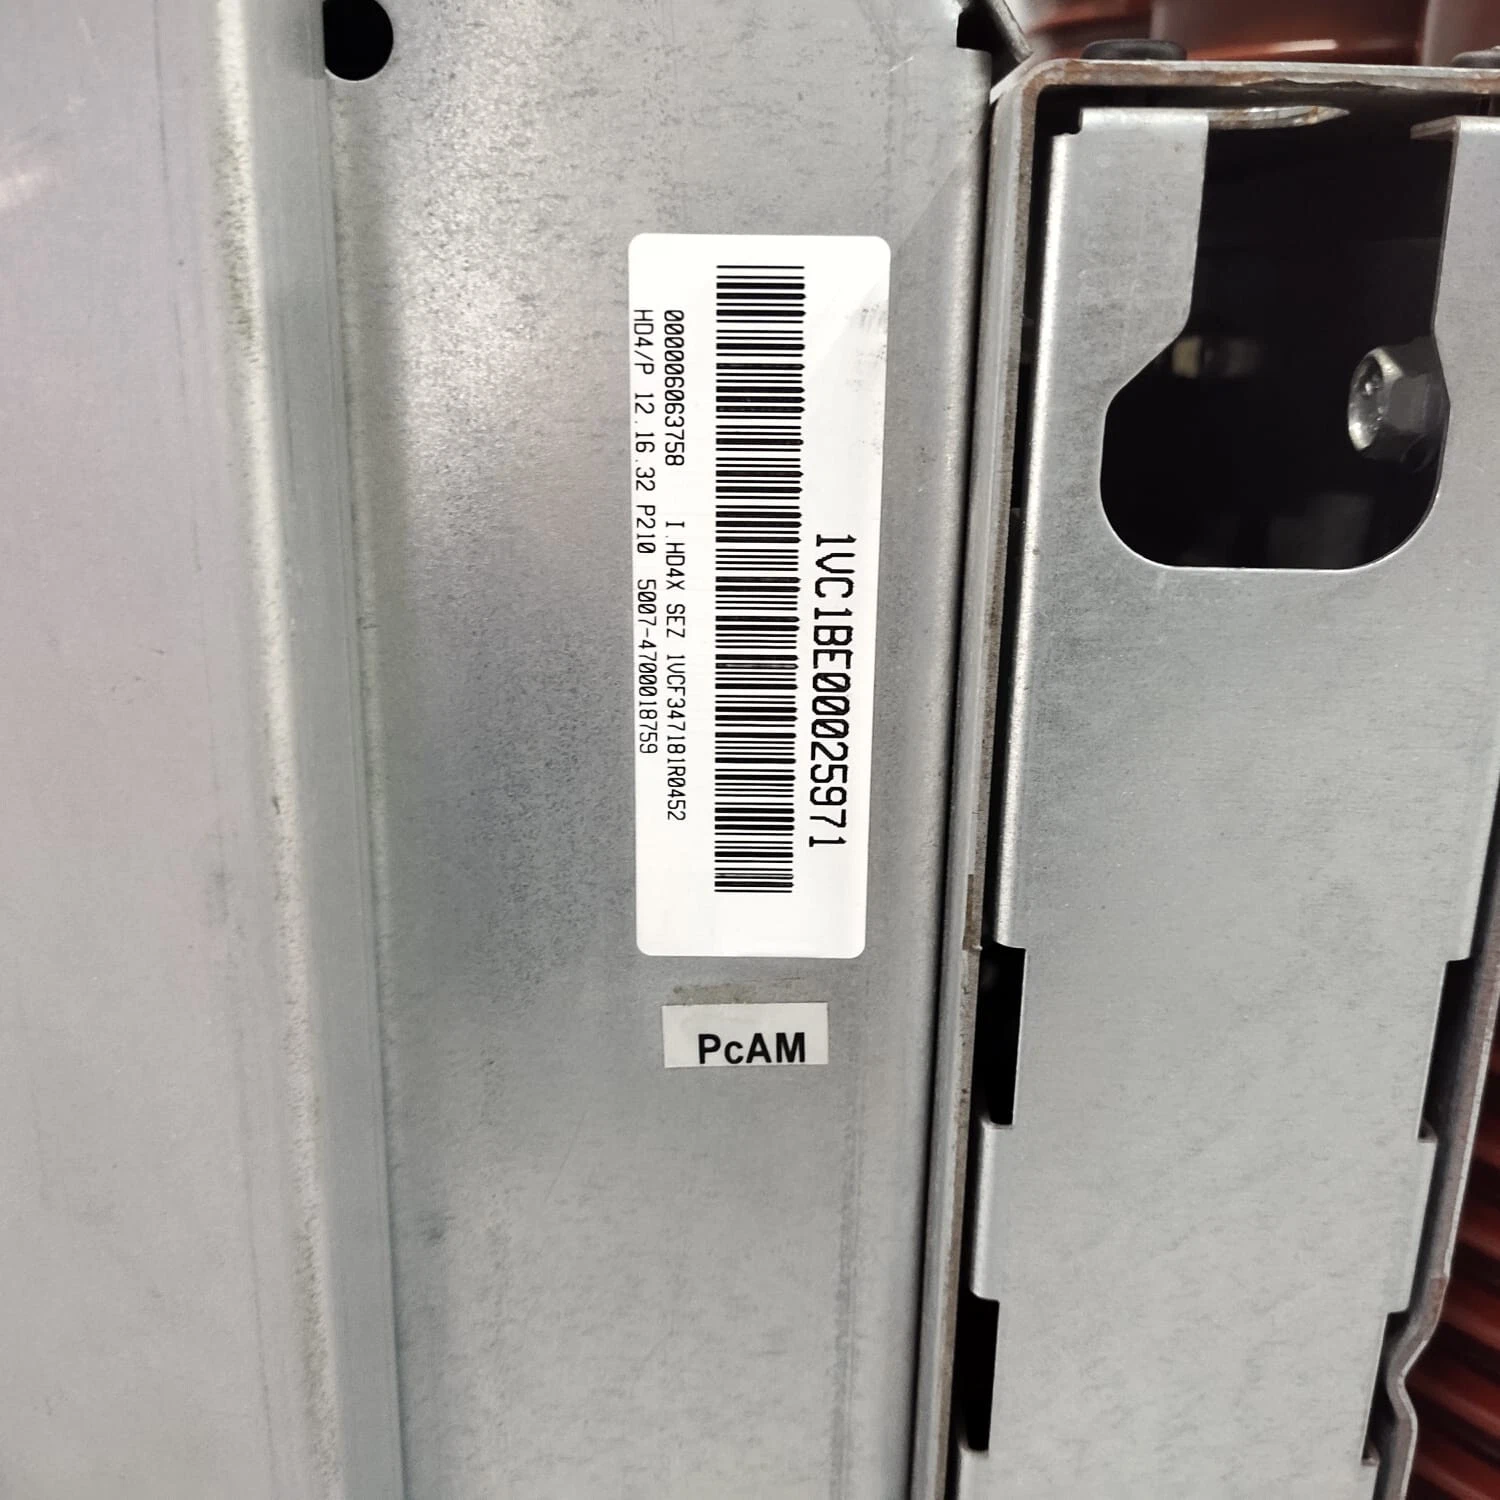 1VC1BE00025971
000006063758 I.HD4X SEZ 1VCF347181R0452
HD4/P 12.16.32 P210 5007-4700018759
PcAM